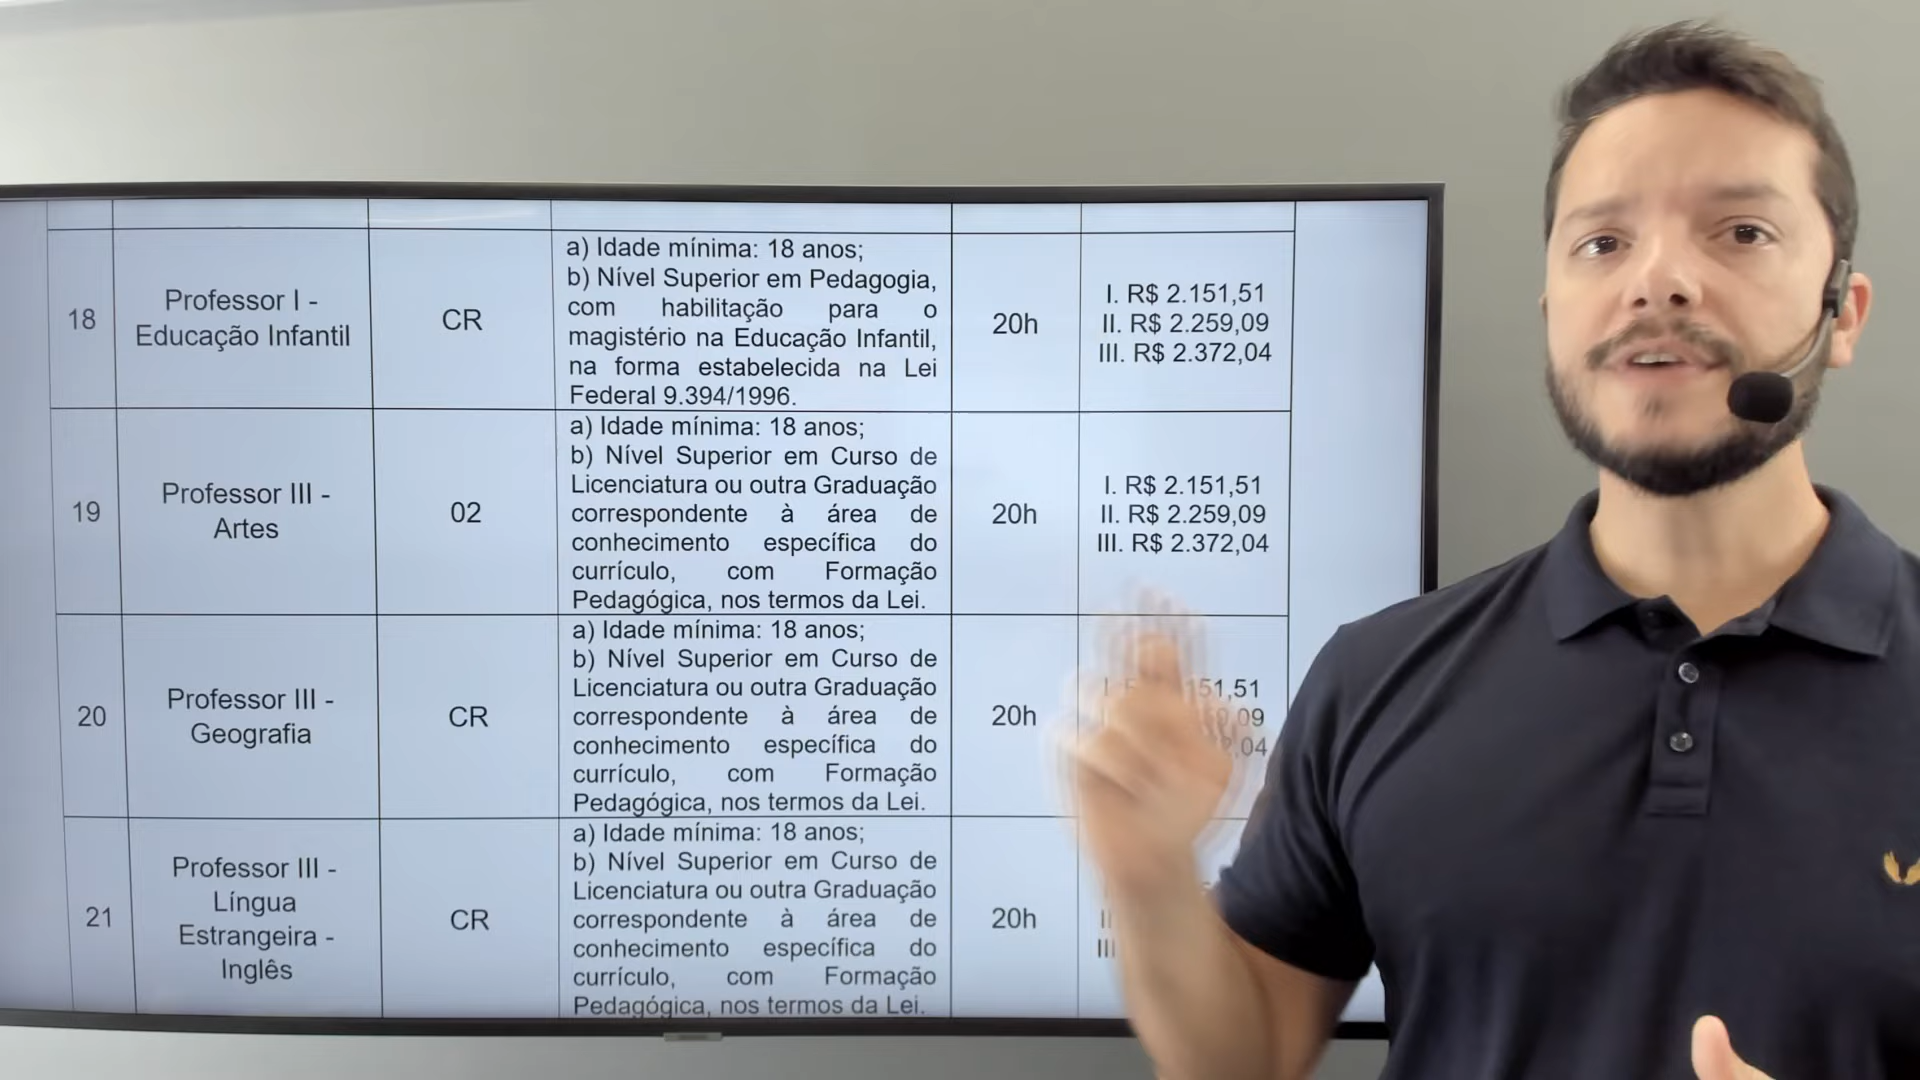 18
Professor I -
Educação Infantil
CR
a) Idade mínima: 18 anos;
b) Nível Superior em Pedagogia,
com habilitação para o
magistério na Educação Infantil,
na forma estabelecida na Lei
Federal 9.394/1996.
20h
I. R$ 2.151,51
II. R$ 2.259,09
III. R$ 2.372,04
19
Professor III -
Artes
02
a) Idade mínima: 18 anos;
b) Nível Superior em Curso de
Licenciatura ou outra Graduação
correspondente à área de
conhecimento específica do
currículo, com Formação
Pedagógica, nos termos da Lei.
20h
I. R$ 2.151,51
II. R$ 2.259,09
III. R$ 2.372,04
20
Professor III -
Geografia
CR
a) Idade mínima: 18 anos;
b) Nível Superior em Curso de
Licenciatura ou outra Graduação
correspondente à área de
conhecimento específica do
currículo, com Formação
Pedagógica, nos termos da Lei.
20h
151,51
,09
,04
21
Professor III -
Língua
Estrangeira -
Inglês
CR
a) Idade mínima: 18 anos;
b) Nível Superior em Curso de
Licenciatura ou outra Graduação
correspondente à área de
conhecimento específica do
currículo, com Formação
Pedagógica, nos termos da Lei.
20h
II
III